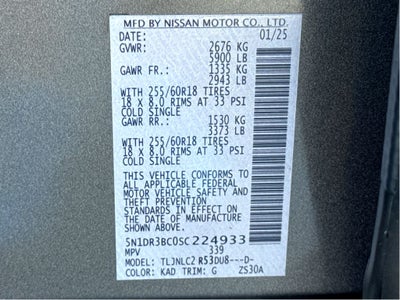 MFD BY NISSAN MOTOR CO., LTD.
DATE: 01/25
GVWR: 2676 KG
5900 LB
GAWR FR.: 1335 KG
2943 LB
WITH 255/60R18 TIRES
18 x 8.0 RIMS AT 33 PSI
COLD SINGLE
GAWR RR.: 1530 KG
3373 LB
WITH 255/60R18 TIRES
18 x 8.0 RIMS AT 33 PSI
COLD SINGLE
THIS VEHICLE CONFORMS
TO ALL APPLICABLE FEDERAL
MOTOR VEHICLE SAFETY AND
THEFT PREVENTION
STANDARDS IN EFFECT ON THE
DATE OF MANUFACTURE
SHOWN ABOVE.
5N1DR3BC0SC224933
MPV 339
MODEL: TLJNLC2 R53DU8---D-
COLOR: KAD TRIM: G ZS30A